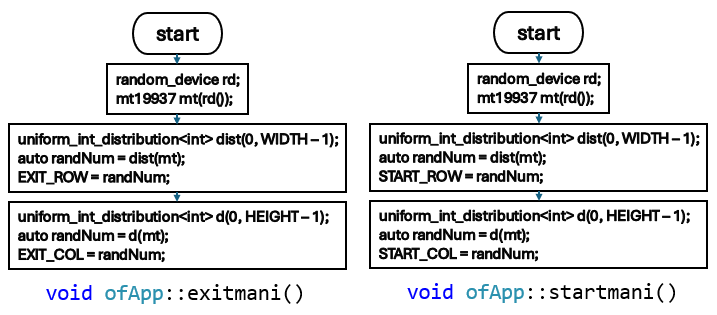 start
random_device rd;
mt19937 mt(rd());
uniform_int_distribution<int> dist(0, WIDTH – 1);
auto randNum = dist(mt);
EXIT_ROW = randNum;
uniform_int_distribution<int> d(0, HEIGHT – 1);
auto randNum = d(mt);
EXIT_COL = randNum;
void ofApp::exitmani()
start
random_device rd;
mt19937 mt(rd());
uniform_int_distribution<int> dist(0, WIDTH – 1);
auto randNum = dist(mt);
START_ROW = randNum;
uniform_int_distribution<int> d(0, HEIGHT – 1);
auto randNum = d(mt);
START_COL = randNum;
void ofApp::startmani()